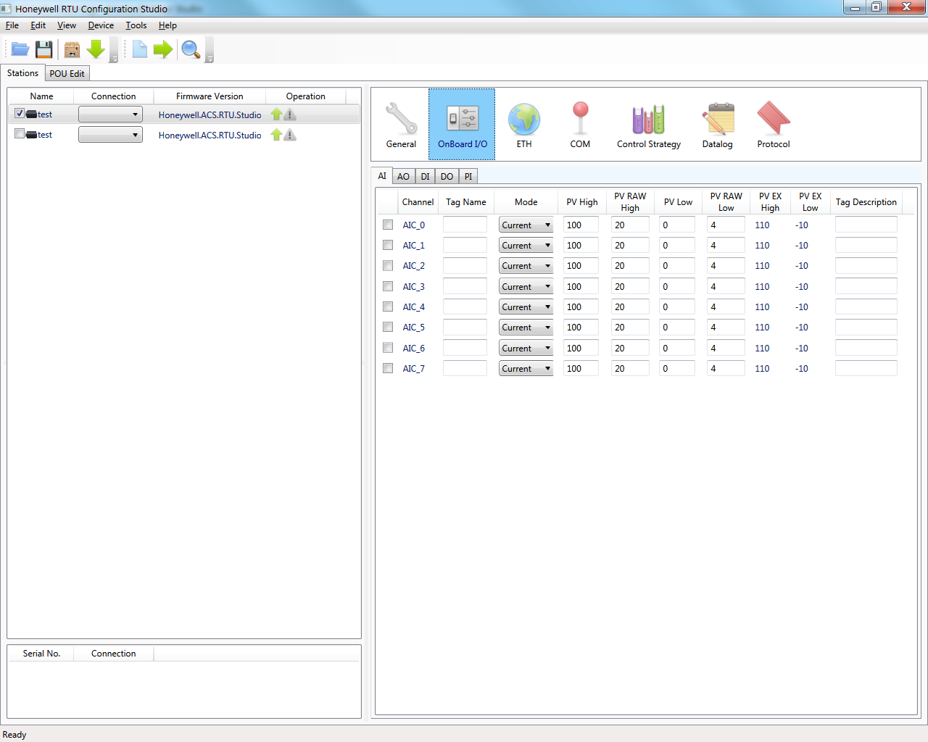 Honeywell RTU Configuration Studio
File Edit View Device Tools Help
Stations POU Edit
Name Connection Firmware Version Operation
test Honeywell.ACS.RTU.Studio
test Honeywell.ACS.RTU.Studio
Serial No. Connection
General OnBoard I/O ETH COM Control Strategy Datalog Protocol
AI AO DI DO PI
Channel Tag Name Mode PV High PV RAW High PV Low PV RAW Low PV EX High PV EX Low Tag Description
AIC_0 Current 100 20 0 4 110 -10
AIC_1 Current 100 20 0 4 110 -10
AIC_2 Current 100 20 0 4 110 -10
AIC_3 Current 100 20 0 4 110 -10
AIC_4 Current 100 20 0 4 110 -10
AIC_5 Current 100 20 0 4 110 -10
AIC_6 Current 100 20 0 4 110 -10
AIC_7 Current 100 20 0 4 110 -10
Ready